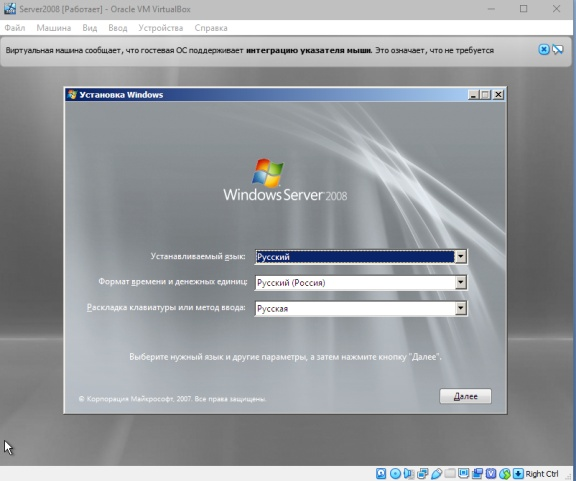 Server2008 [Работает] - Oracle VM VirtualBox
Файл Машина Вид Ввод Устройства Справка
Виртуальная машина сообщает, что гостевая ОС поддерживает интеграцию указателя мыши. Это означает, что не требуется
Установка Windows
Windows Server 2008
Устанавливаемый язык: Русский
Формат времени и денежных единиц: Русский (Россия)
Раскладка клавиатуры или метод ввода: Русская
Выберите нужный язык и другие параметры, а затем нажмите кнопку "Далее".
© Корпорация Майкрософт, 2007. Все права защищены.
Далее
Right Ctrl